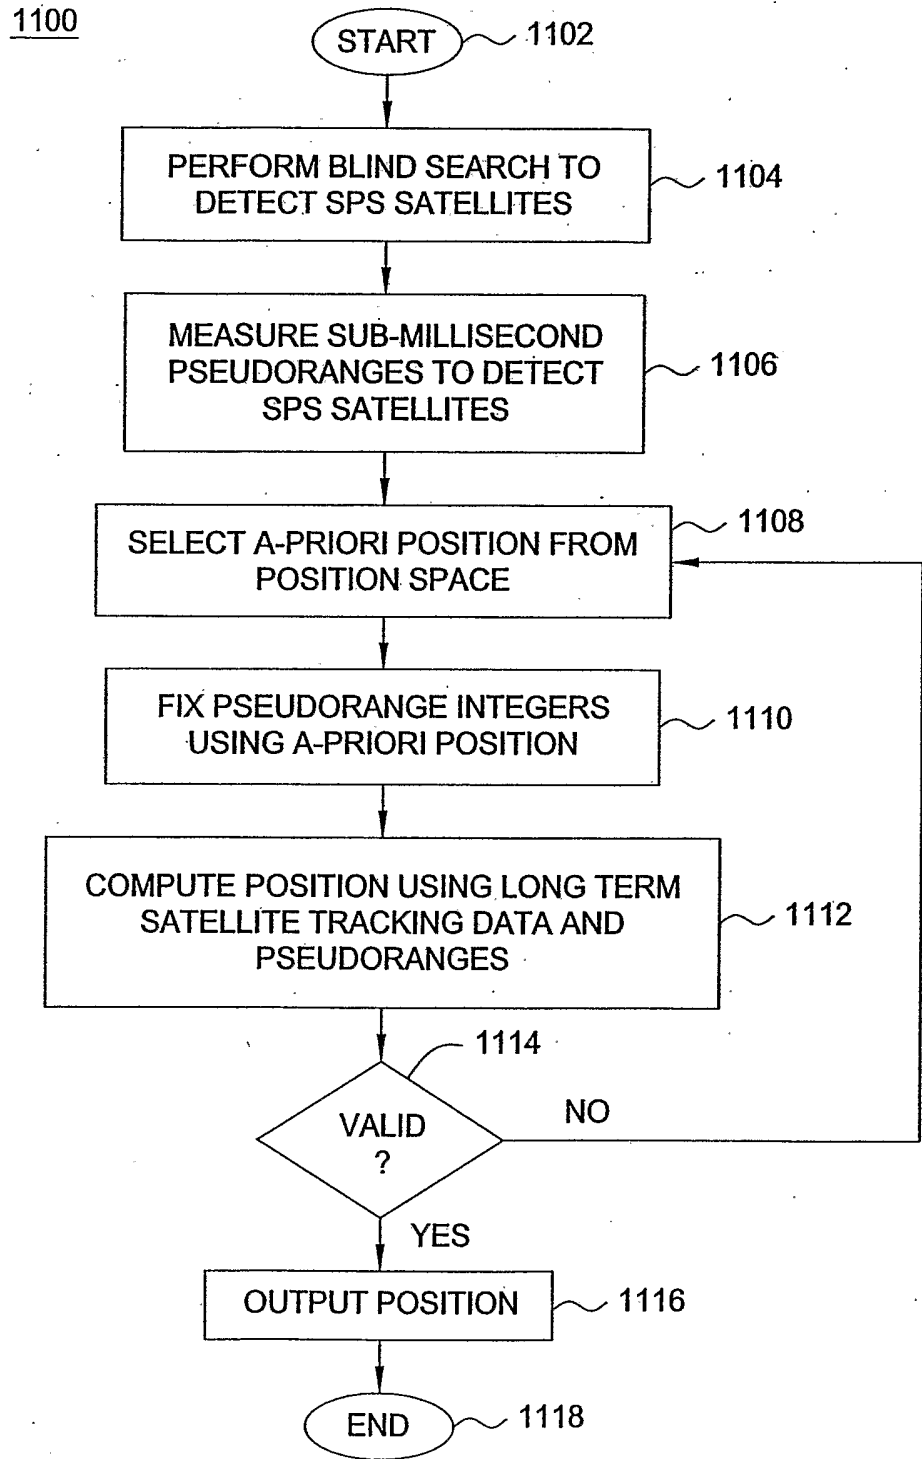 1100
START
1102
PERFORM BLIND SEARCH TO
DETECT SPS SATELLITES
1104
MEASURE SUB-MILLISECOND
PSEUDORANGES TO DETECT
SPS SATELLITES
1106
SELECT A-PRIORI POSITION FROM
POSITION SPACE
1108
FIX PSEUDORANGE INTEGERS
USING A-PRIORI POSITION
1110
COMPUTE POSITION USING LONG TERM
SATELLITE TRACKING DATA AND
PSEUDORANGES
1112
1114
VALID
?
NO
YES
OUTPUT POSITION
1116
END
1118